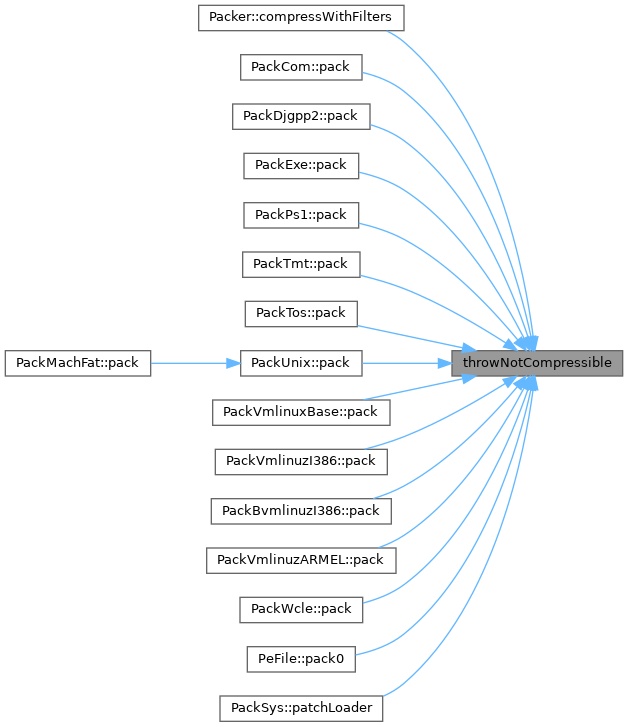 Packer::compressWithFilters
PackCom::pack
PackDjgpp2::pack
PackExe::pack
PackPs1::pack
PackTmt::pack
PackTos::pack
PackMachFat::pack
PackUnix::pack
throwNotCompressible
PackVmlinuxBase::pack
PackVmlinuzI386::pack
PackBvmlinuzI386::pack
PackVmlinuzARMEL::pack
PackWcle::pack
PeFile::pack0
PackSys::patchLoader